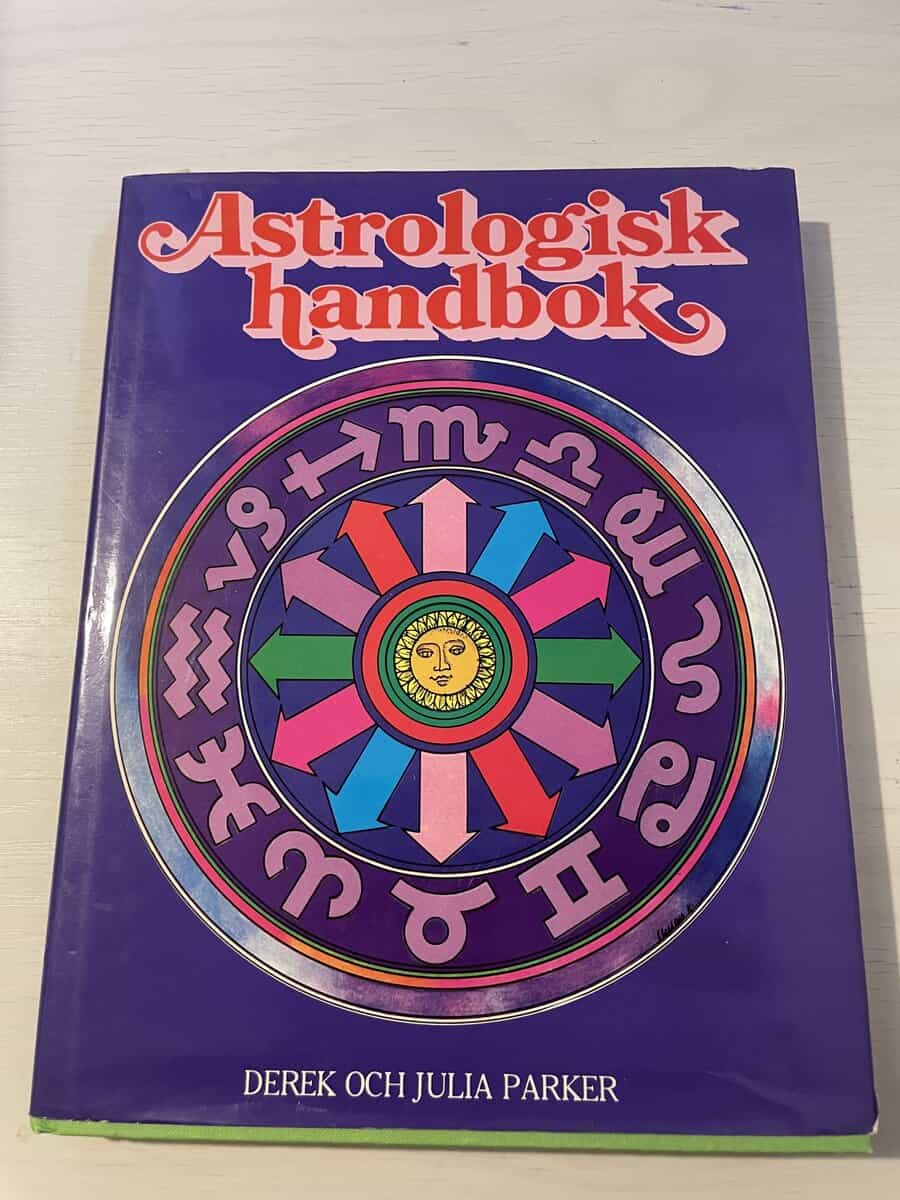 Astrologisk
handbok
DEREK OCH JULIA PARKER